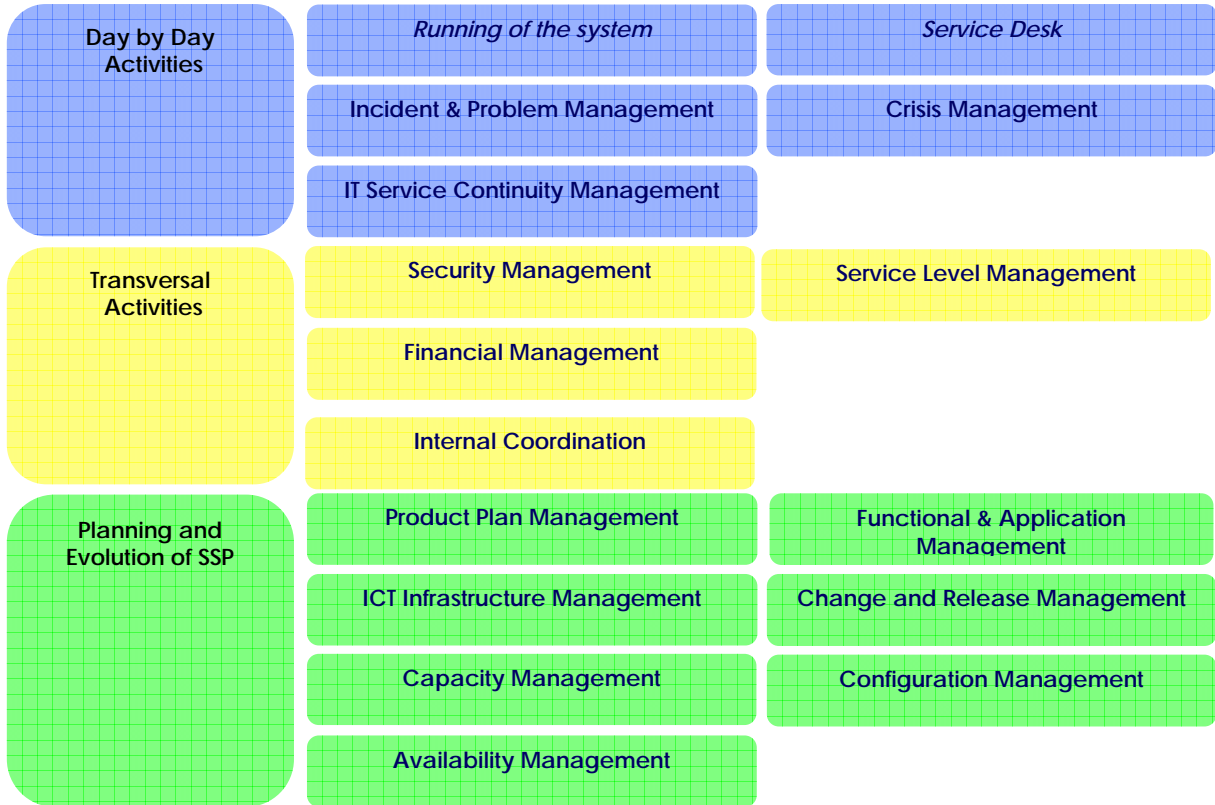 Day by Day
Activities
Running of the system
Service Desk
Incident & Problem Management
Crisis Management
IT Service Continuity Management
Transversal
Activities
Security Management
Service Level Management
Financial Management
Internal Coordination
Planning and
Evolution of SSP
Product Plan Management
Functional & Application
Management
ICT Infrastructure Management
Change and Release Management
Capacity Management
Configuration Management
Availability Management